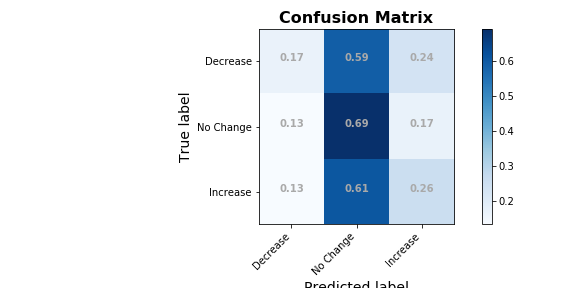 Confusion Matrix
True label
Decrease 0.17 0.59 0.24
No Change 0.13 0.69 0.17
Increase 0.13 0.61 0.26
Decrease No Change Increase
Predicted label
0.6
0.5
0.4
0.3
0.2